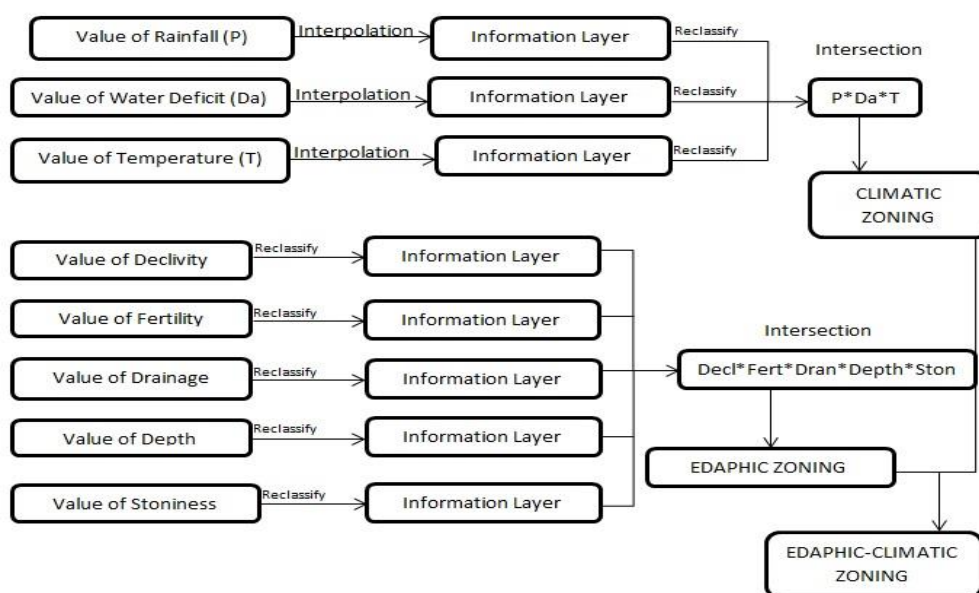 Value of Rainfall (P)
Interpolation
Information Layer
Reclassify
Intersection
Value of Water Deficit (Da)
Interpolation
Information Layer
Reclassify
P*Da*T
Value of Temperature (T)
Interpolation
Information Layer
Reclassify
CLIMATIC
ZONING
Value of Declivity
Reclassify
Information Layer
Value of Fertility
Reclassify
Information Layer
Intersection
Value of Drainage
Reclassify
Information Layer
Decl*Fert*Dran*Depth*Ston
Value of Depth
Reclassify
Information Layer
EDAPHIC ZONING
Value of Stoniness
Reclassify
Information Layer
EDAPHIC-CLIMATIC
ZONING